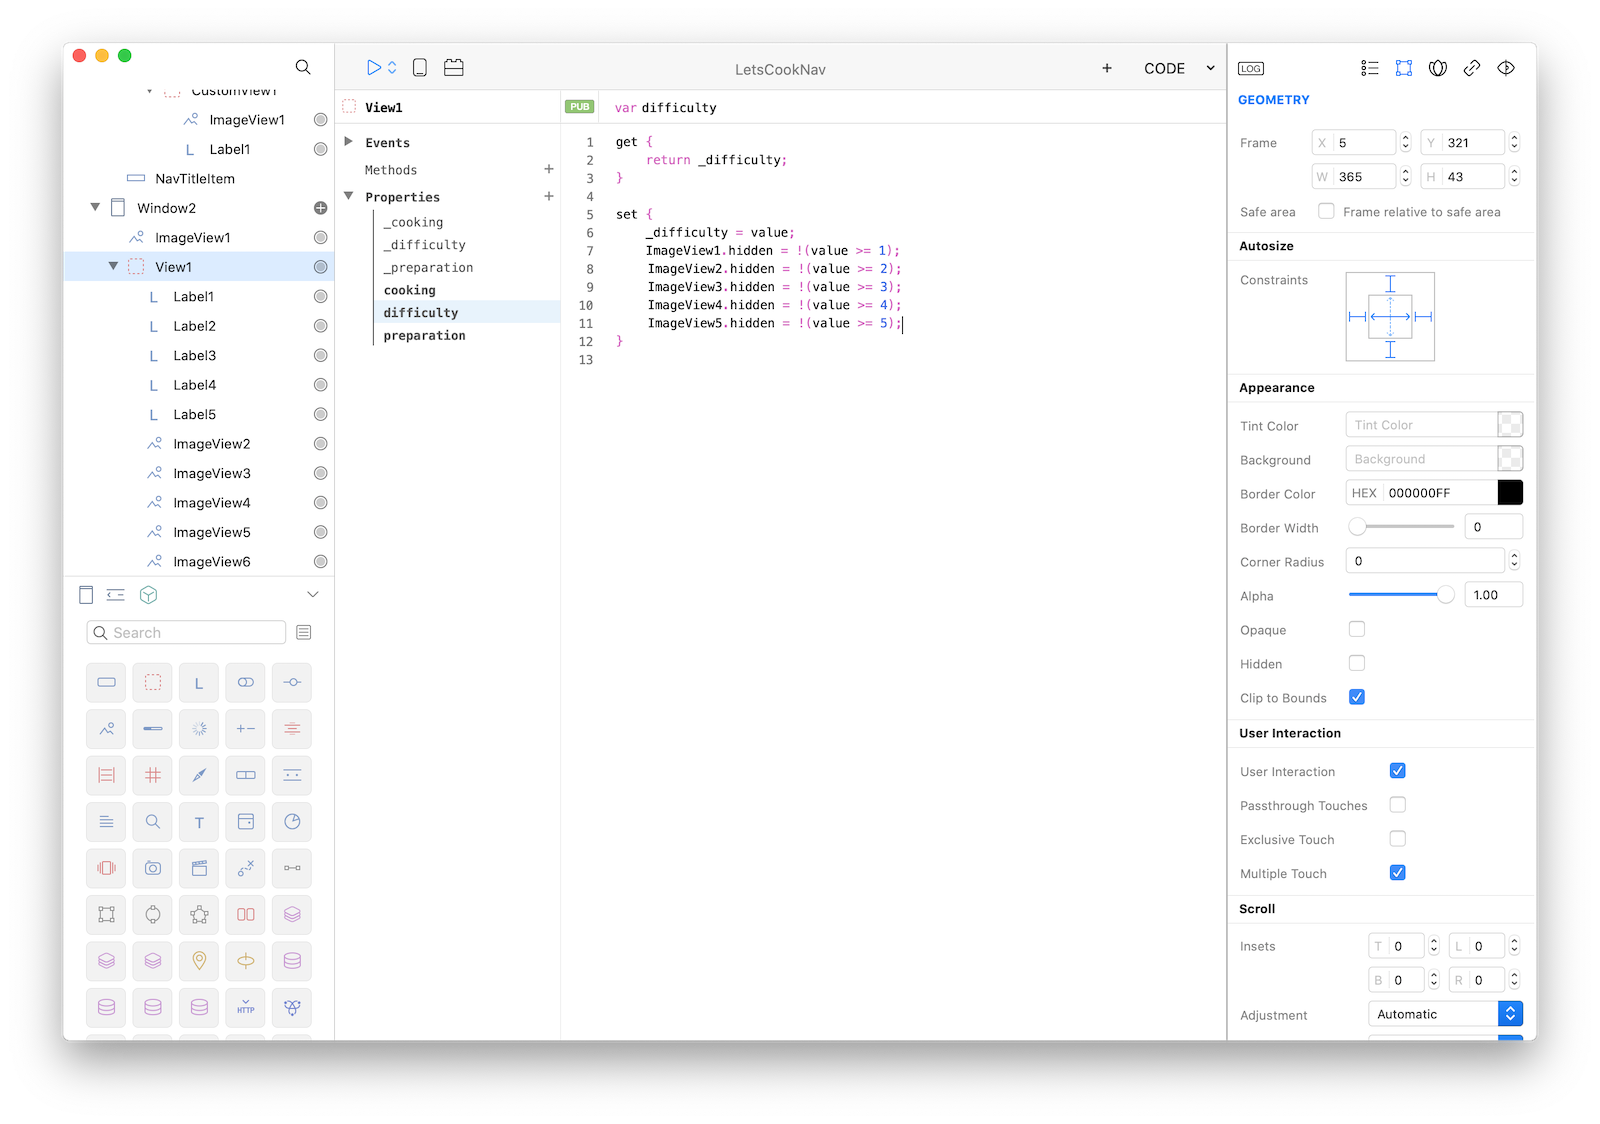 CustomView1
ImageView1
L Label1
NavTitleItem
Window2
ImageView1
View1
L Label1
L Label2
L Label3
L Label4
L Label5
ImageView2
ImageView3
ImageView4
ImageView5
ImageView6
Search
L
T
HTTP
LetsCookNav
+ CODE
View1
Events
Methods +
Properties +
_cooking
_difficulty
_preparation
cooking
difficulty
preparation
PUB var difficulty
1 get {
2 return _difficulty;
3 }
4
5 set {
6 _difficulty = value;
7 ImageView1.hidden = !(value >= 1);
8 ImageView2.hidden = !(value >= 2);
9 ImageView3.hidden = !(value >= 3);
10 ImageView4.hidden = !(value >= 4);
11 ImageView5.hidden = !(value >= 5);
12 }
13
LOG
GEOMETRY
Frame X 5 Y 321
W 365 H 43
Safe area Frame relative to safe area
Autosize
Constraints
Appearance
Tint Color Tint Color
Background Background
Border Color HEX 000000FF
Border Width 0
Corner Radius 0
Alpha 1.00
Opaque
Hidden
Clip to Bounds
User Interaction
User Interaction
Passthrough Touches
Exclusive Touch
Multiple Touch
Scroll
Insets T 0 L 0
B 0 R 0
Adjustment Automatic